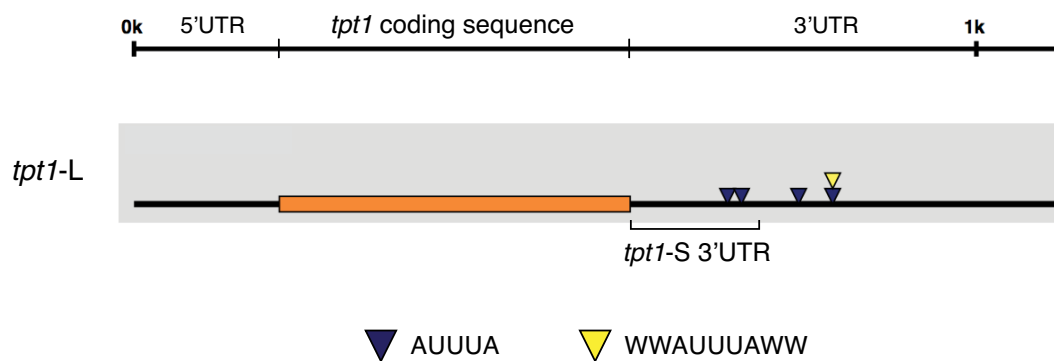 0k 5’UTR tpt1 coding sequence 3’UTR 1k
tpt1-L
tpt1-S 3’UTR
AUUUA WWAUUUAWW